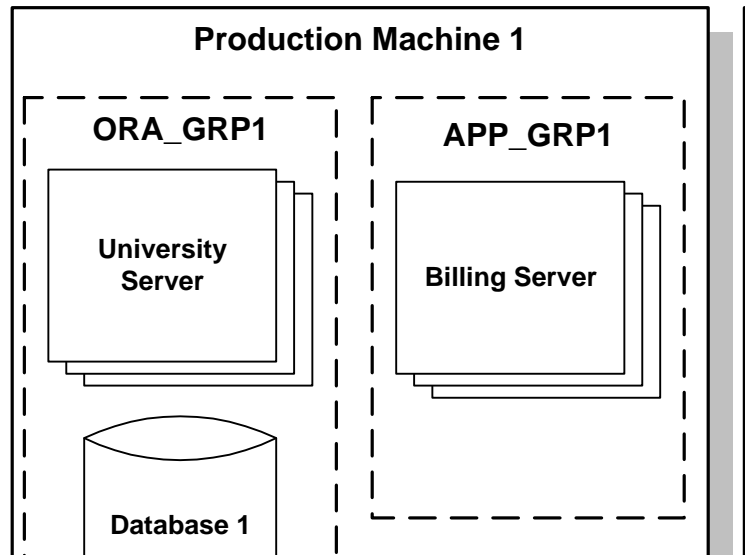 Production Machine 1
ORA_GRP1
University
Server
Database 1
APP_GRP1
Billing Server